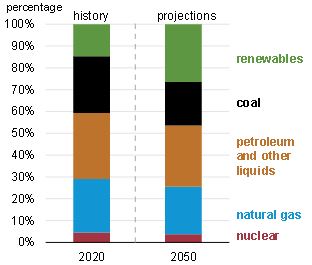 percentage
history projections
100%
90%
80%
70%
60%
50%
40%
30%
20%
10%
0%
renewables
coal
petroleum
and other
liquids
natural gas
nuclear
2020 2050